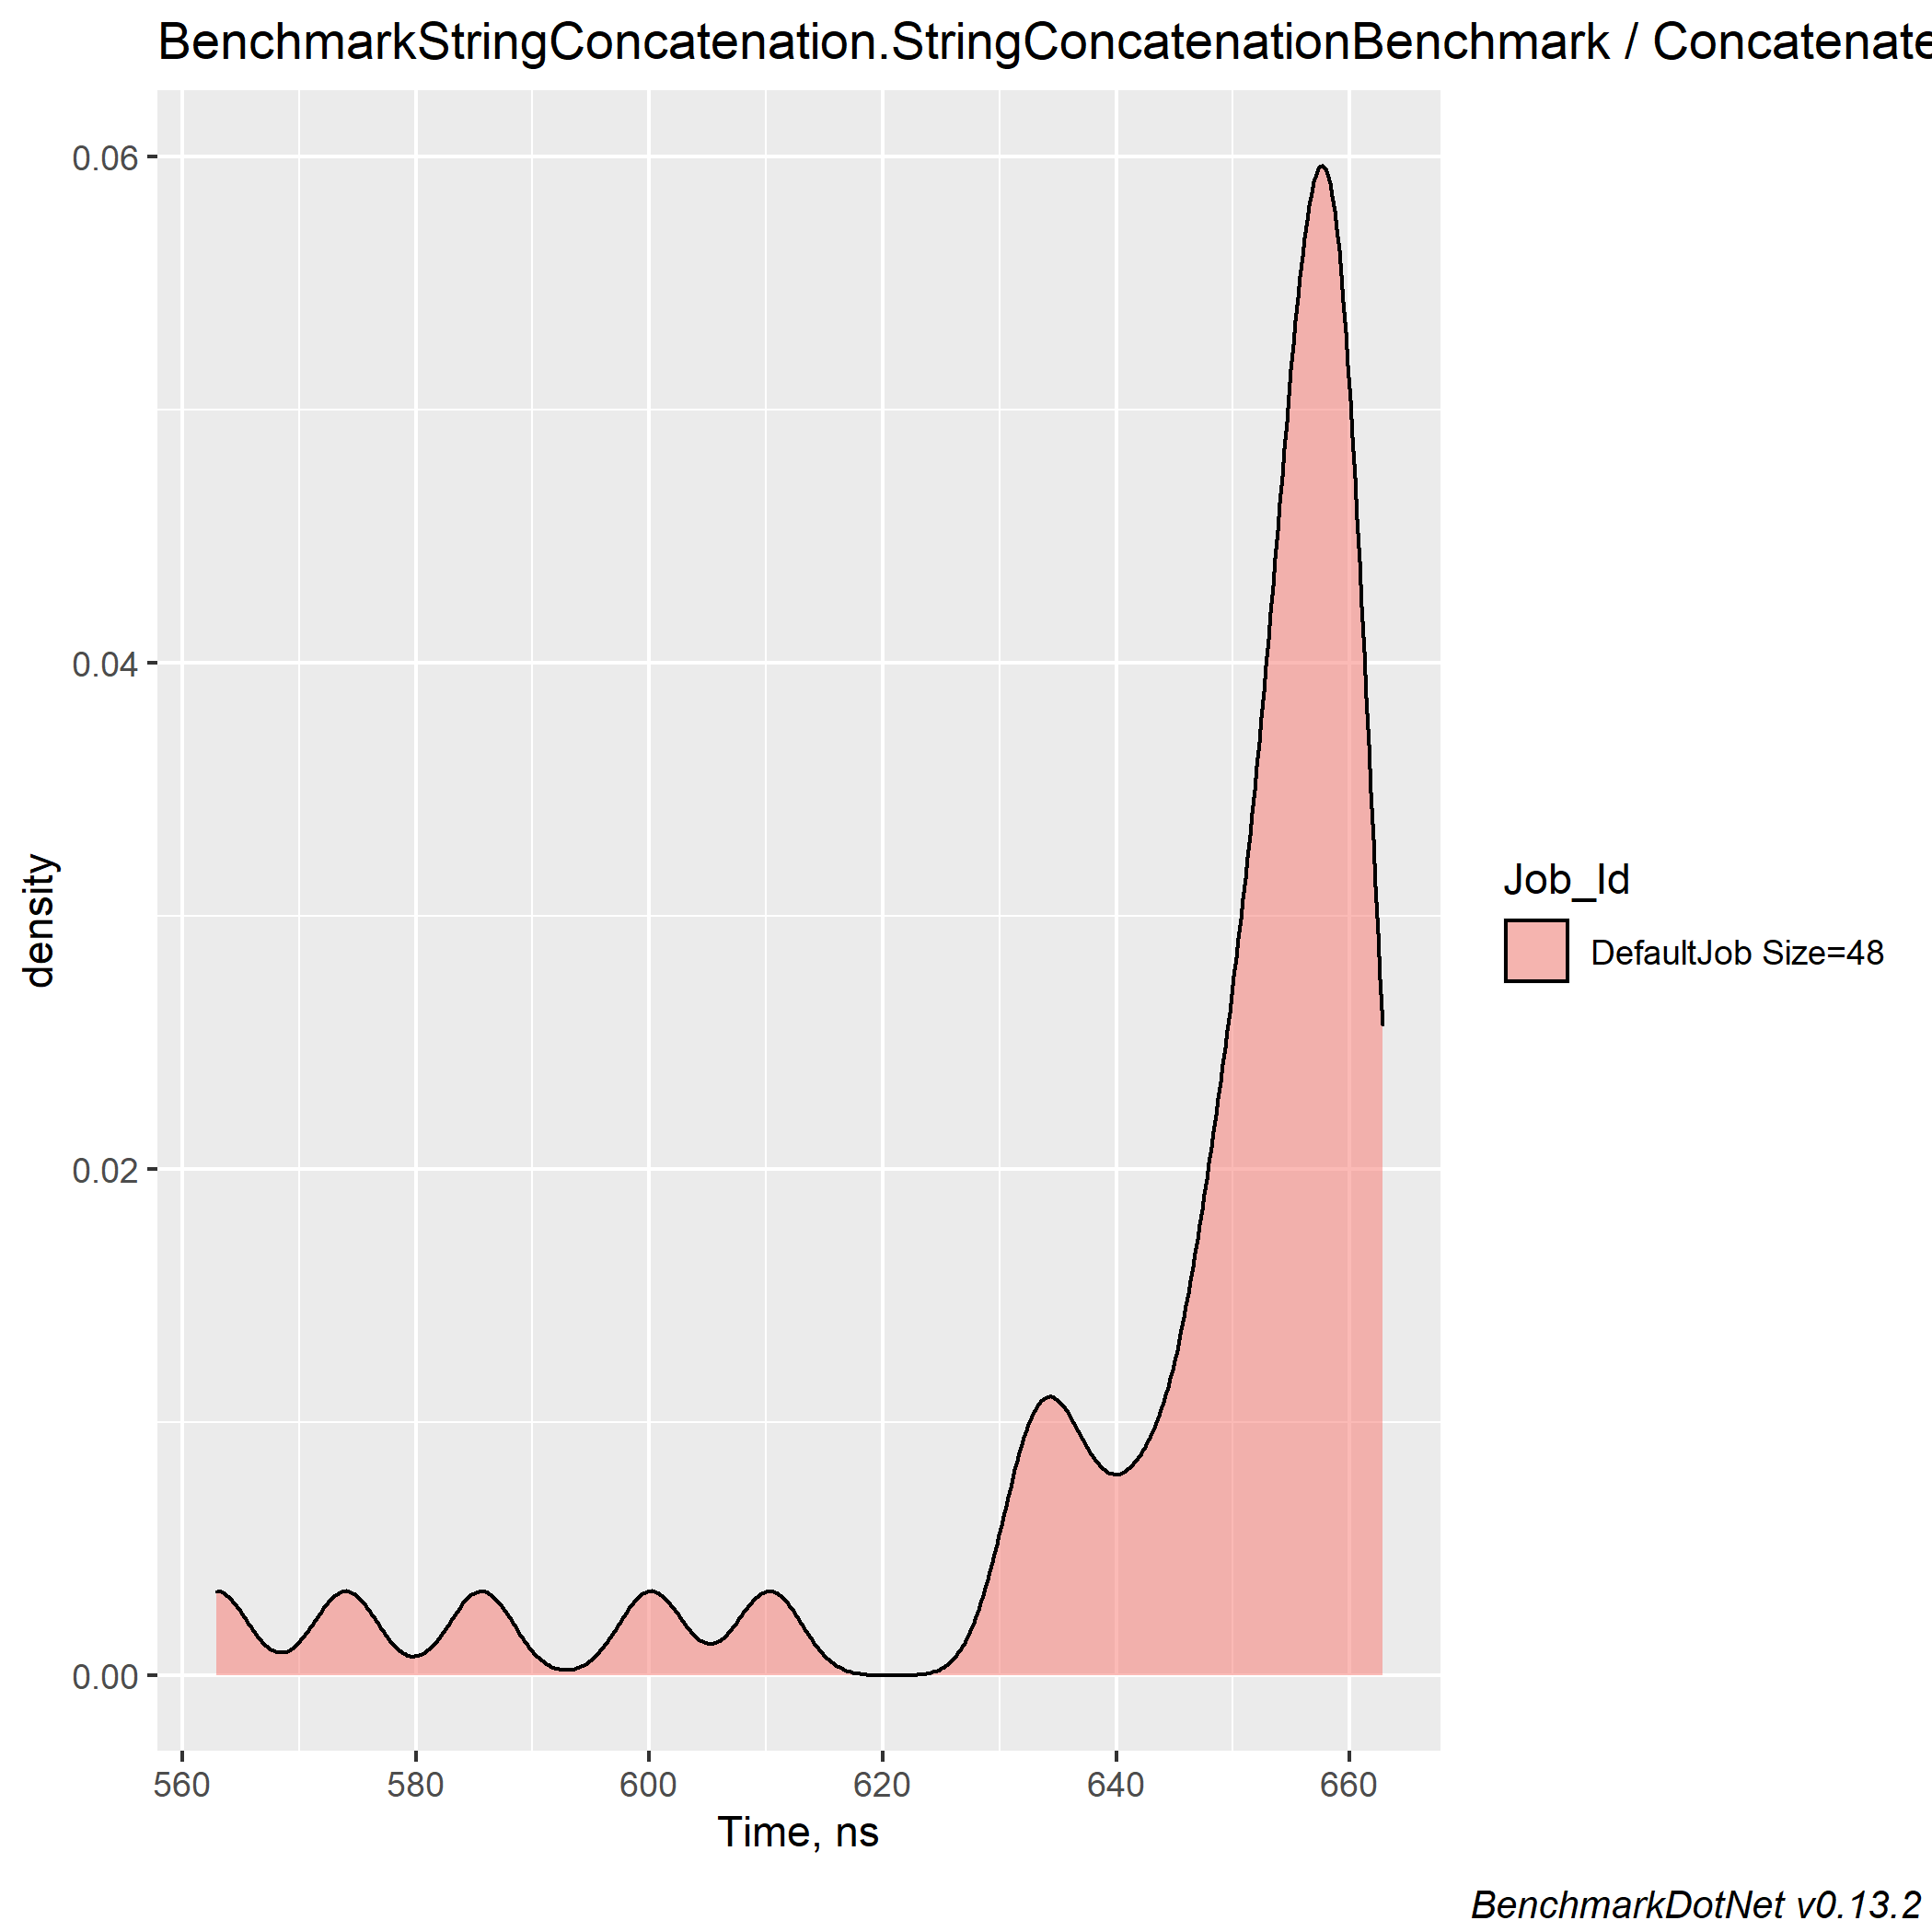 BenchmarkStringConcatenation.StringConcatenationBenchmark / Concatenate
0.06
0.04
0.02
0.00
density
560 580 600 620 640 660
Time, ns
Job_Id
DefaultJob Size=48
BenchmarkDotNet v0.13.2